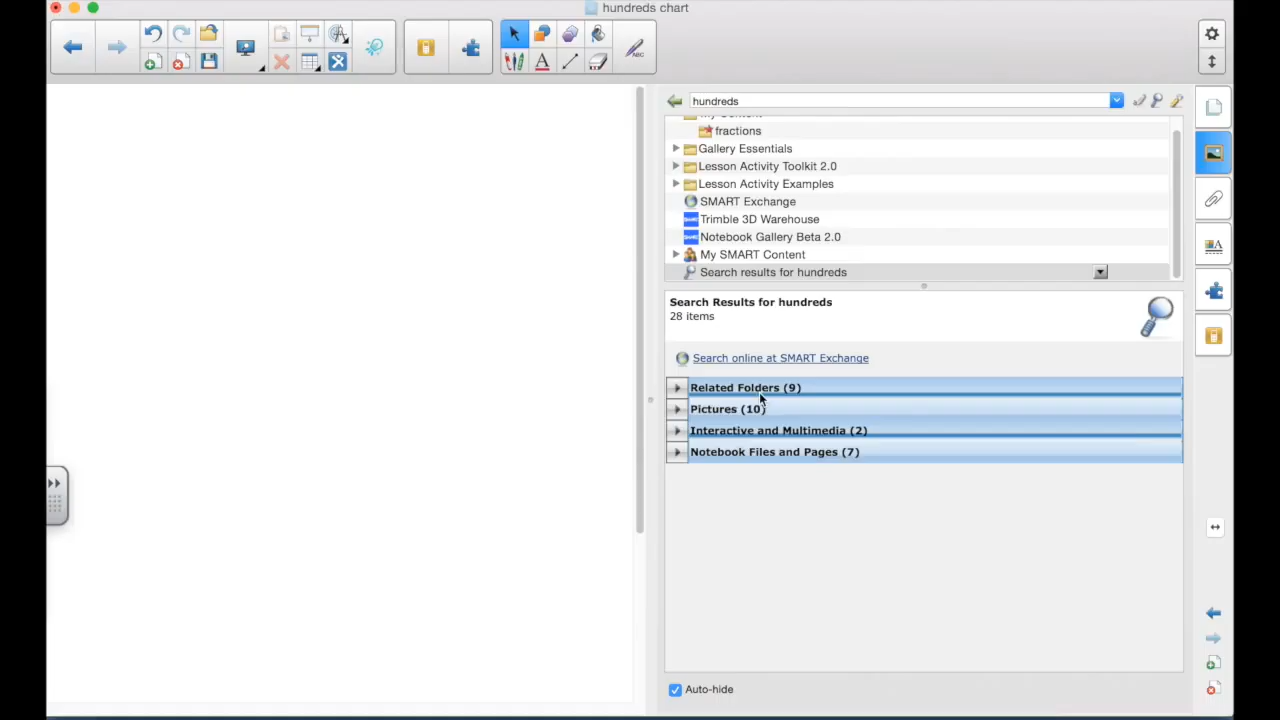 hundreds chart
ABC
A
hundreds
My Content
fractions
Gallery Essentials
Lesson Activity Toolkit 2.0
Lesson Activity Examples
SMART Exchange
Trimble 3D Warehouse
Notebook Gallery Beta 2.0
My SMART Content
Search results for hundreds
Search Results for hundreds
28 items
Search online at SMART Exchange
Related Folders (9)
Pictures (10)
Interactive and Multimedia (2)
Notebook Files and Pages (7)
Auto-hide